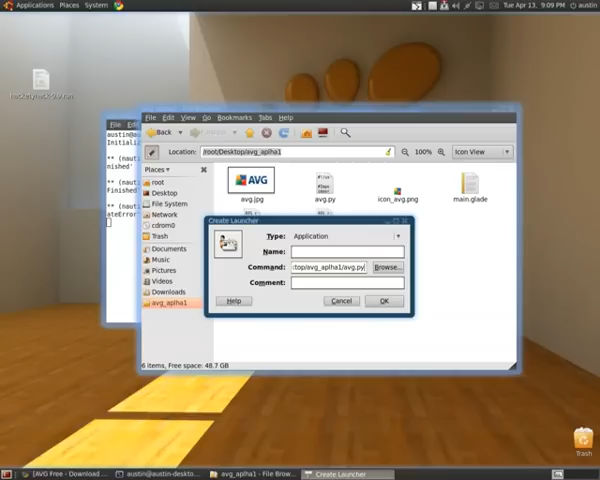 Applications Places System
Tue Apr 13, 9:09 PM austin
File Ed
austin@a
Initiali
** (nau
nished'
** (nau
Finished
** (nau
ateError
File Edit View Go Bookmarks Tabs Help
Back
Location: /root/Desktop/avg_aplha1
100% Icon View
Places
root
Desktop
File System
Network
cdrom0
Trash
Documents
Music
Pictures
Videos
Downloads
avg_aplha1
AVG
avg.jpg avg.py icon_avg.png main.glade
Create Launcher
Type: Application
Name:
Command: :top/avg_aplha1/avg.py Browse...
Comment:
Help Cancel OK
6 items, Free space: 48.7 GB
Trash
[AVG Free - Download ... austin@austin-deskto... avg_aplha1 - File Brow... Create Launcher